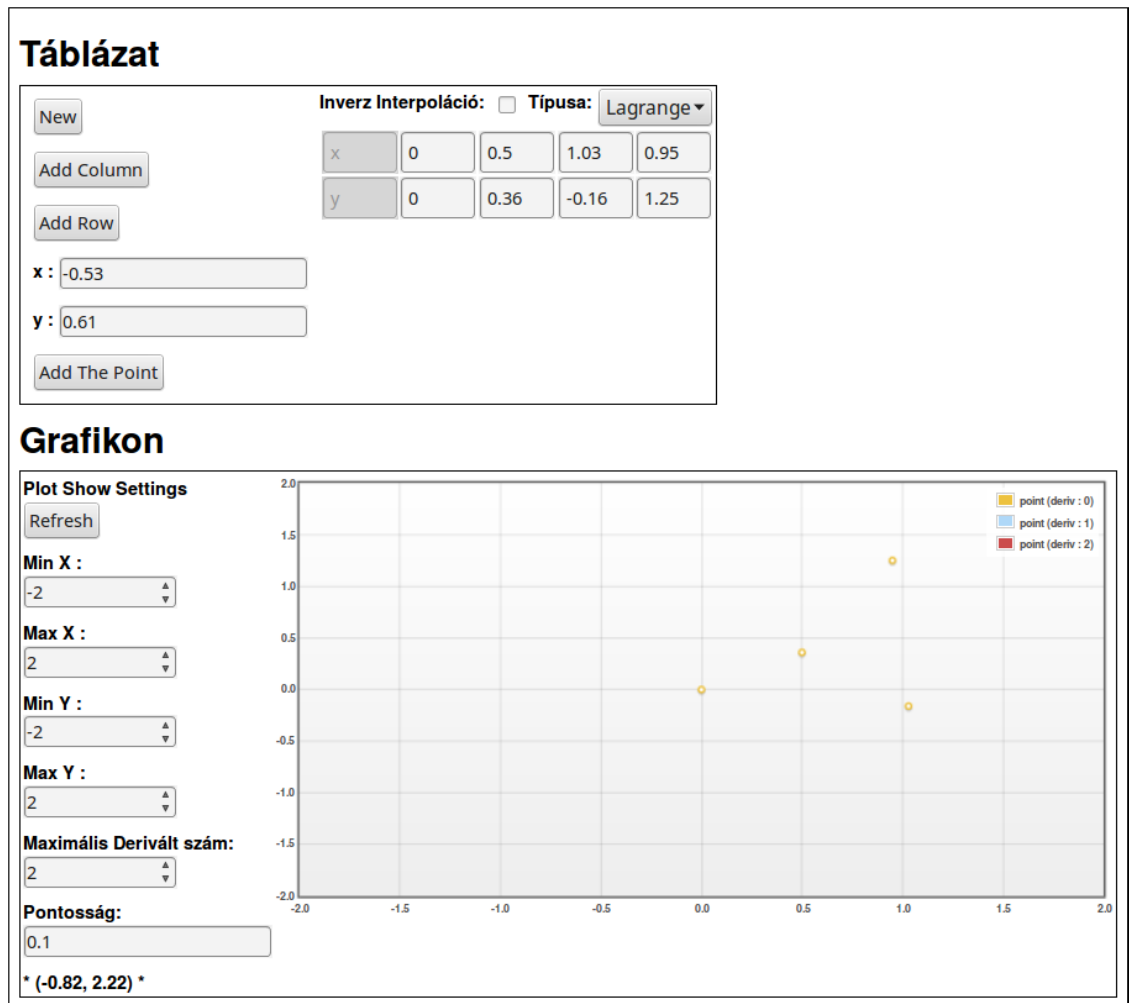 Táblázat
New
Inverz Interpoláció: Típusa: Lagrange
Add Column
x 0 0.5 1.03 0.95
y 0 0.36 -0.16 1.25
Add Row
x : -0.53
y : 0.61
Add The Point
Grafikon
Plot Show Settings
Refresh
Min X :
-2
Max X :
2
Min Y :
-2
Max Y :
2
Maximális Derivált szám:
2
Pontosság:
0.1
* (-0.82, 2.22) *
2.0
1.5
1.0
0.5
0.0
-0.5
-1.0
-1.5
-2.0
-2.0 -1.5 -1.0 -0.5 0.0 0.5 1.0 1.5 2.0
point (deriv : 0)
point (deriv : 1)
point (deriv : 2)